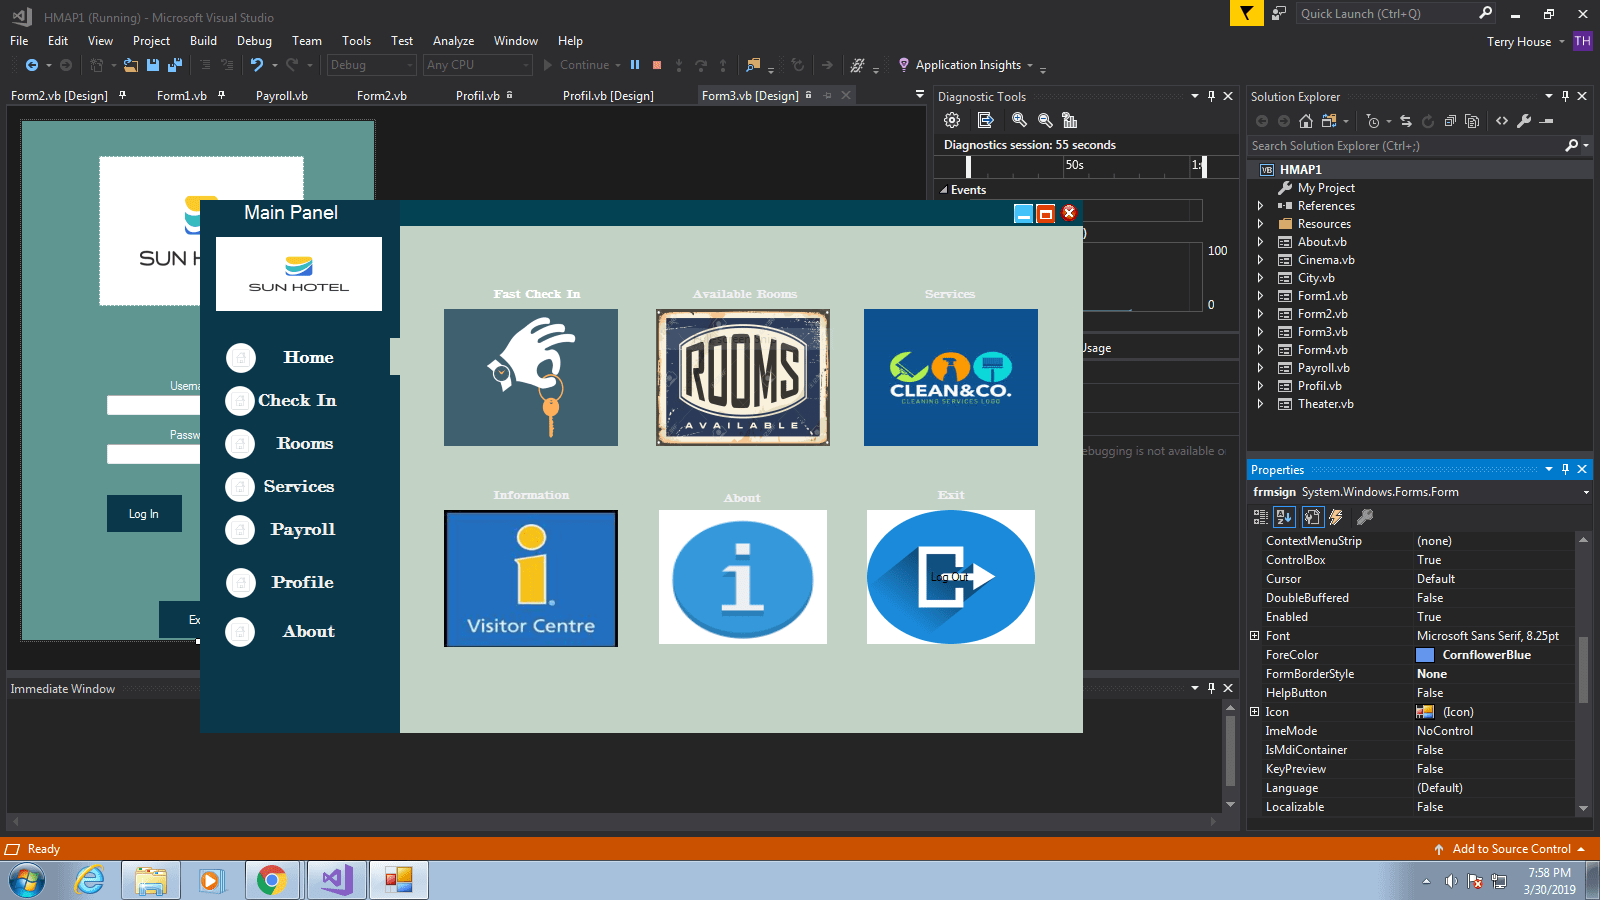 HMAP1 (Running) - Microsoft Visual Studio
Quick Launch (Ctrl+Q)
File Edit View Project Build Debug Team Tools Test Analyze Window Help
Terry House TH
Debug Any CPU Continue Application Insights
Form2.vb [Design] Form1.vb Payroll.vb Form2.vb Profil.vb Profil.vb [Design] Form3.vb [Design]
Diagnostic Tools
Diagnostics session: 55 seconds
50s
Events
100
0
Usage
ebugging is not available
Solution Explorer
Search Solution Explorer (Ctrl+;)
VB HMAP1
My Project
References
Resources
About.vb
Cinema.vb
City.vb
Form1.vb
Form2.vb
Form3.vb
Form4.vb
Payroll.vb
Profil.vb
Theater.vb
Properties
frmsign System.Windows.Forms.Form
ContextMenuStrip (none)
ControlBox True
Cursor Default
DoubleBuffered False
Enabled True
Font Microsoft Sans Serif, 8.25pt
ForeColor CornflowerBlue
FormBorderStyle None
HelpButton False
Icon (Icon)
ImeMode NoControl
IsMdiContainer False
KeyPreview False
Language (Default)
Localizable False
SUN H
Userna
Passw
Log In
Ex
Main Panel
SUN HOTEL
Home
Check In
Rooms
Services
Payroll
Profile
About
Fast Check In
Available Rooms
ROOMS
AVAILABLE
Services
CLEAN&CO.
CLEANING SERVICES LOGO
Information
Visitor Centre
About
Exit
Log Out
Immediate Window
Ready
Add to Source Control
7:58 PM
3/30/2019